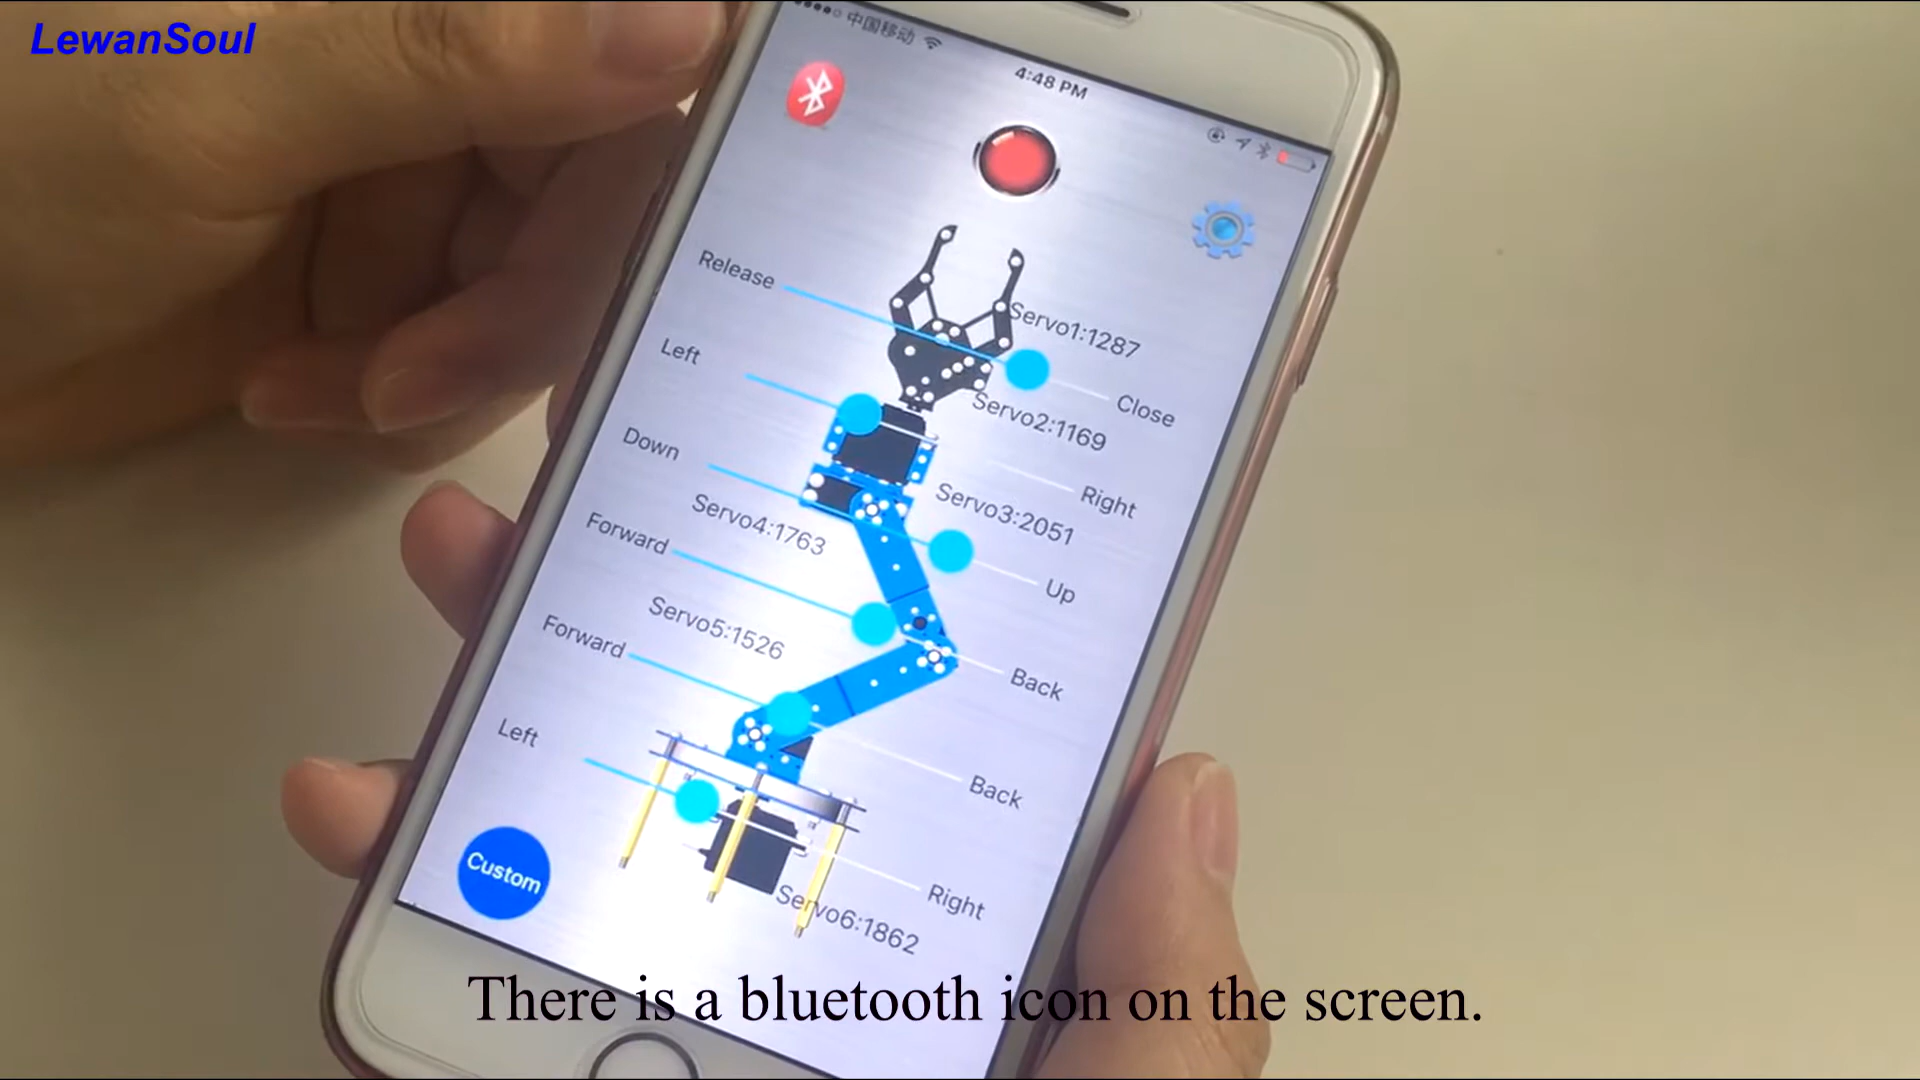 LewanSoul
中国移动
4:48 PM
Release
Servo1:1287
Close
Left
Servo2:1169
Right
Down
Servo3:2051
Up
Servo4:1763
Forward
Back
Servo5:1526
Forward
Back
Left
Right
Servo6:1862
Custom
There is a bluetooth icon on the screen.